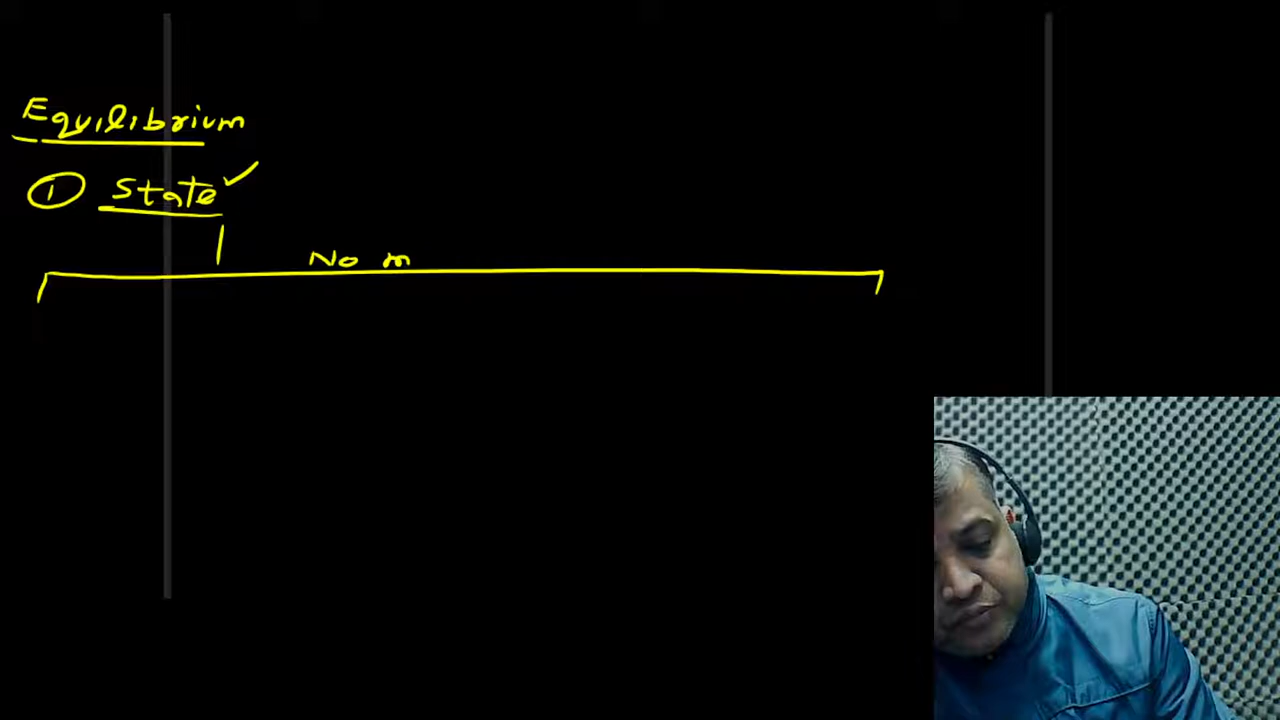 Equilibrium
① State ✓
No m